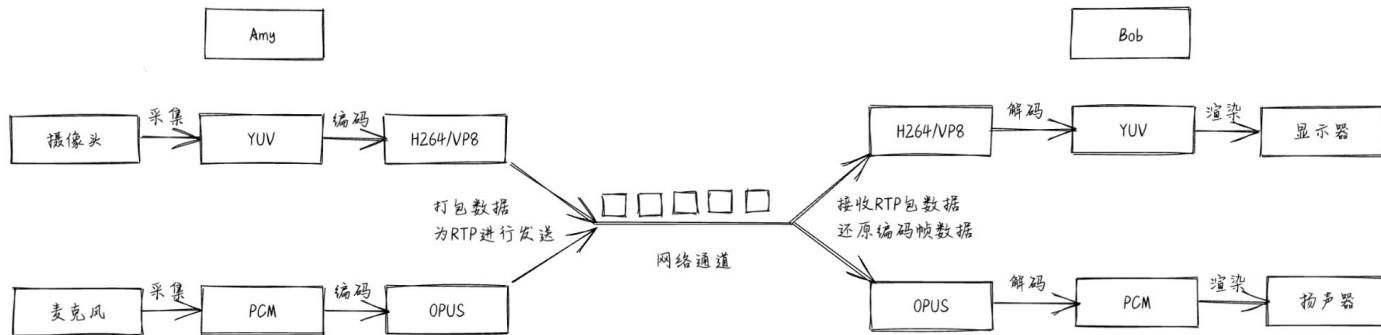 Amy
Bob
摄像头
采集
YUV
编码
H264/VP8
H264/VP8
解码
YUV
渲染
显示器
打包数据
为RTP进行发送
网络通道
接收RTP包数据
还原编码帧数据
麦克风
采集
PCM
编码
OPUS
OPUS
解码
PCM
渲染
扬声器